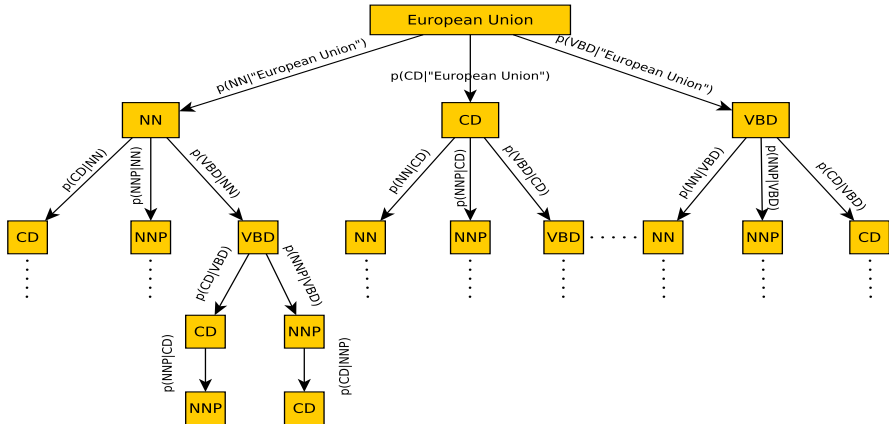 European Union
p(NN|"European Union")
p(CD|"European Union")
p(VBD|"European Union")
NN
CD
VBD
p(CD|NN)
p(NNP|NN)
p(VBD|NN)
p(NN|CD)
p(NNP|CD)
p(VBD|CD)
p(NN|VBD)
p(NNP|VBD)
p(CD|VBD)
CD
NNP
VBD
NN
NNP
VBD
NN
NNP
CD
p(CD|VBD)
p(NNP|VBD)
CD
NNP
p(NNP|CD)
p(CD|NNP)
NNP
CD